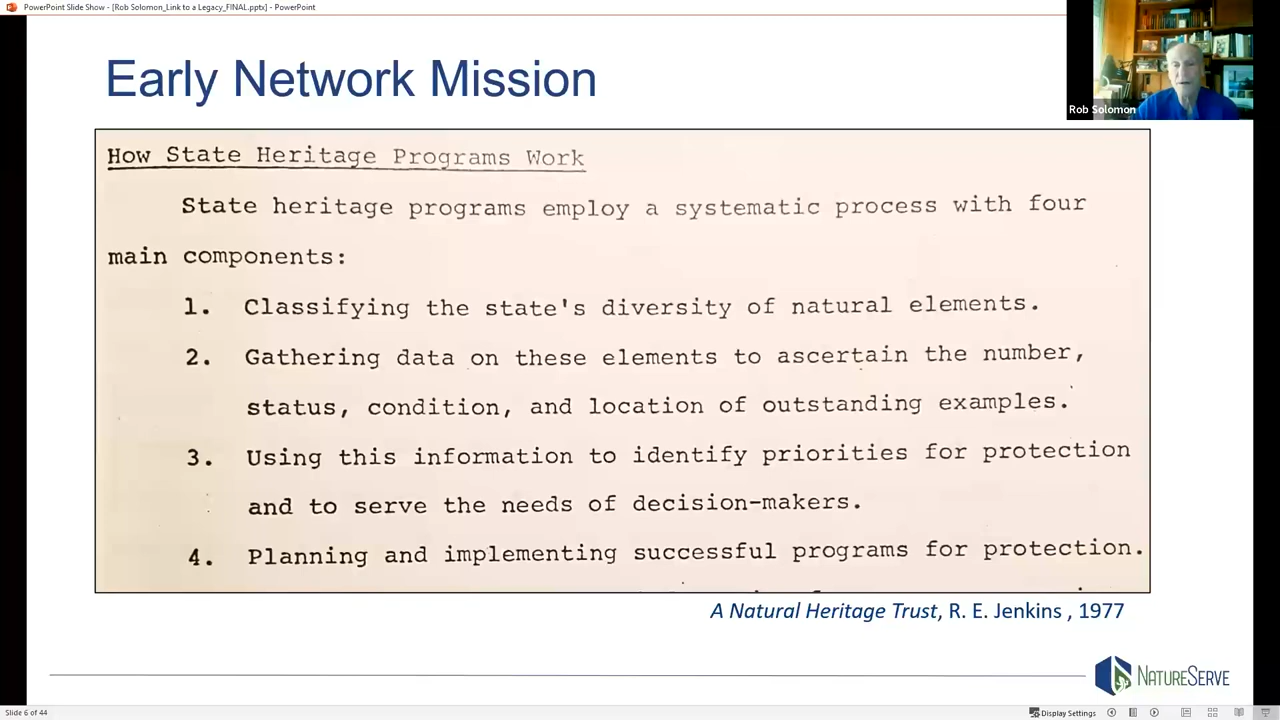 PowerPoint Slide Show - [Rob Solomon_Link to a Legacy_FINAL.pptx] - PowerPoint
Early Network Mission
Rob Solomon
How State Heritage Programs Work
State heritage programs employ a systematic process with four
main components:
1. Classifying the state's diversity of natural elements.
2. Gathering data on these elements to ascertain the number,
status, condition, and location of outstanding examples.
3. Using this information to identify priorities for protection
and to serve the needs of decision-makers.
4. Planning and implementing successful programs for protection.
A Natural Heritage Trust, R. E. Jenkins , 1977
NATURESERVE
Slide 6 of 44
Display Settings